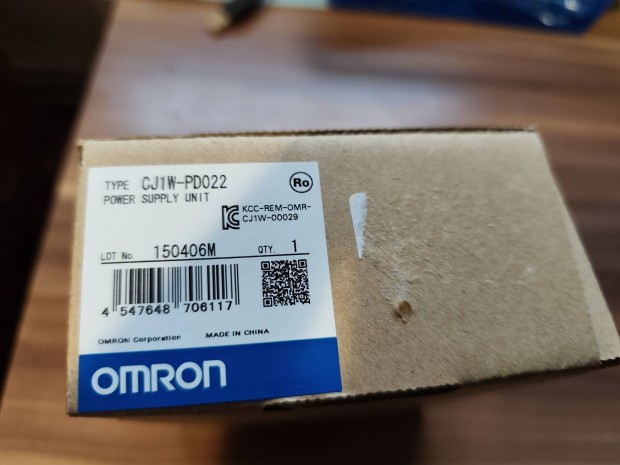 TYPE CJ1W-PD022
POWER SUPPLY UNIT
Ro
KCC-REM-OMR-
CJ1W-00029
LOT No. 150406M QTY. 1
4 547648 706117
OMRON Corporation MADE IN CHINA
OMRON